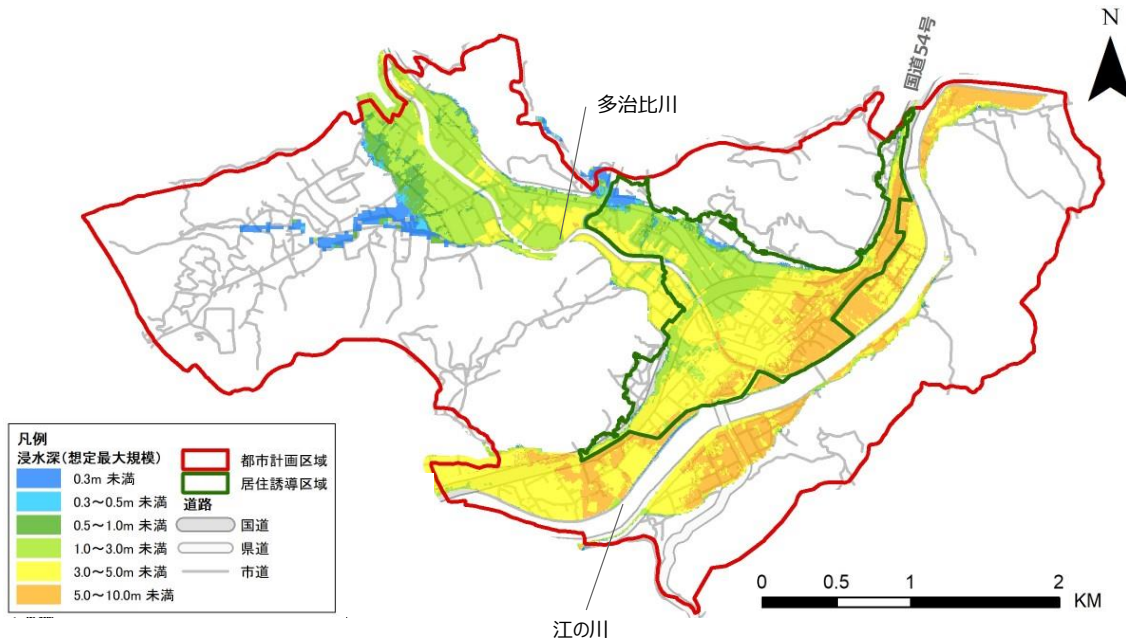 N
国道54号
多治比川
凡例
浸水深(想定最大規模)
0.3m 未満
0.3～0.5m 未満
0.5～1.0m 未満
1.0～3.0m 未満
3.0～5.0m 未満
5.0～10.0m 未満
都市計画区域
居住誘導区域
道路
国道
県道
市道
0 0.5 1 2
KM
江の川